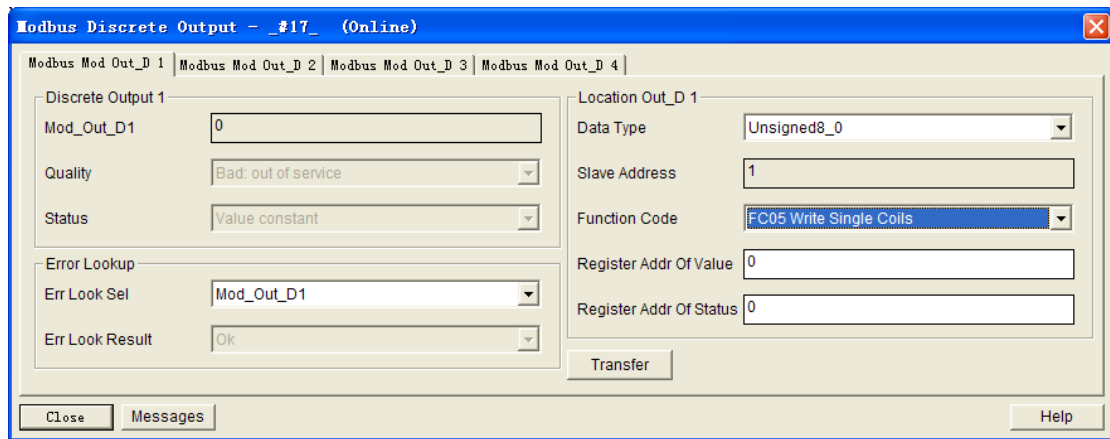 Modbus Discrete Output - _#17_ (Online)
Modbus Mod Out_D 1 Modbus Mod Out_D 2 Modbus Mod Out_D 3 Modbus Mod Out_D 4
Discrete Output 1
Mod_Out_D1 0
Quality Bad: out of service
Status Value constant
Error Lookup
Err Look Sel Mod_Out_D1
Err Look Result Ok
Location Out_D 1
Data Type Unsigned8_0
Slave Address 1
Function Code FC05 Write Single Coils
Register Addr Of Value 0
Register Addr Of Status 0
Transfer
Close Messages Help